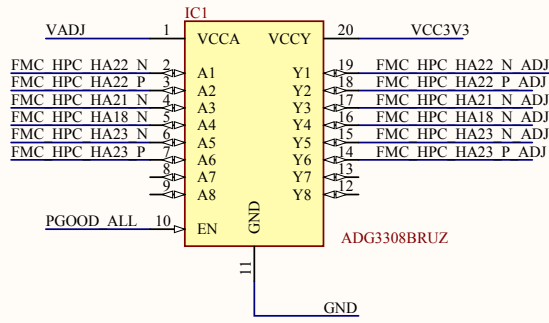 IC1
VADJ 1 VCCA VCCY 20 VCC3V3
FMC_HPC_HA22_N 2 A1 Y1 19 FMC_HPC_HA22_N_ADJ
FMC_HPC_HA22_P 3 A2 Y2 18 FMC_HPC_HA22_P_ADJ
FMC_HPC_HA21_N 4 A3 Y3 17 FMC_HPC_HA21_N_ADJ
FMC_HPC_HA18_N 5 A4 Y4 16 FMC_HPC_HA18_N_ADJ
FMC_HPC_HA23_N 6 A5 Y5 15 FMC_HPC_HA23_N_ADJ
FMC_HPC_HA23_P 7 A6 Y6 14 FMC_HPC_HA23_P_ADJ
8 A7 Y7 13
9 A8 Y8 12
PGOOD_ALL 10 EN GND
ADG3308BRUZ
11
GND